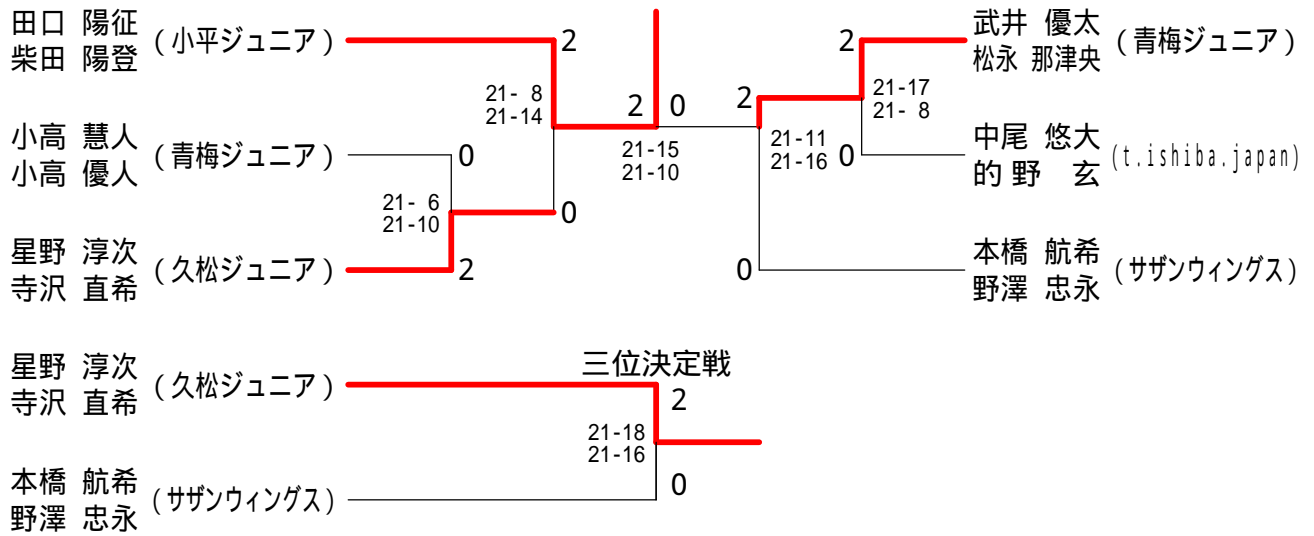 田口 陽征
柴田 陽登
(小平ジュニア)
2
21- 8
21-14
小高 慧人
小高 優人
(青梅ジュニア)
0
21- 6
21-10
0
星野 淳次
寺沢 直希
(久松ジュニア)
2
2 0
21-15
21-10
武井 優太
松永 那津央
(青梅ジュニア)
2
21-17
21- 8
2
21-11
21-16
中尾 悠大
的野 玄
(t.ishiba.japan)
0
本橋 航希
野澤 忠永
(サザンウィングス)
0
三位決定戦
星野 淳次
寺沢 直希
(久松ジュニア)
2
21-18
21-16
本橋 航希
野澤 忠永
(サザンウィングス)
0